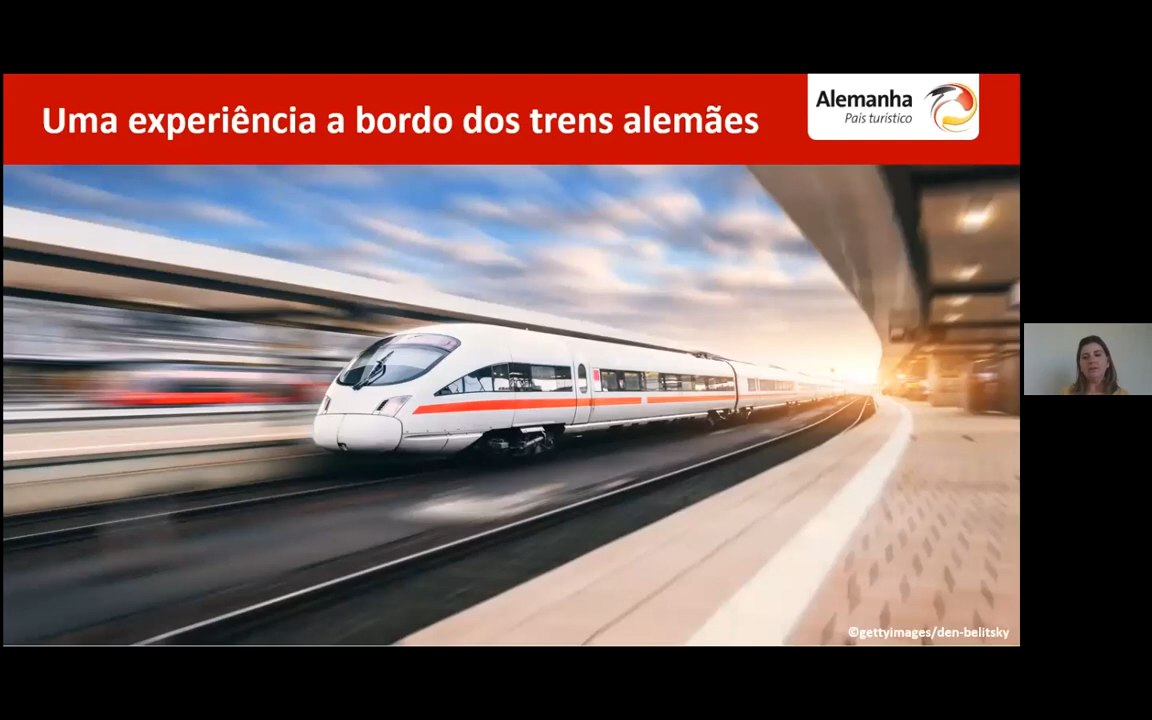 Uma experiência a bordo dos trens alemães
Alemanha
País turístico
©gettyimages/den-belitsky